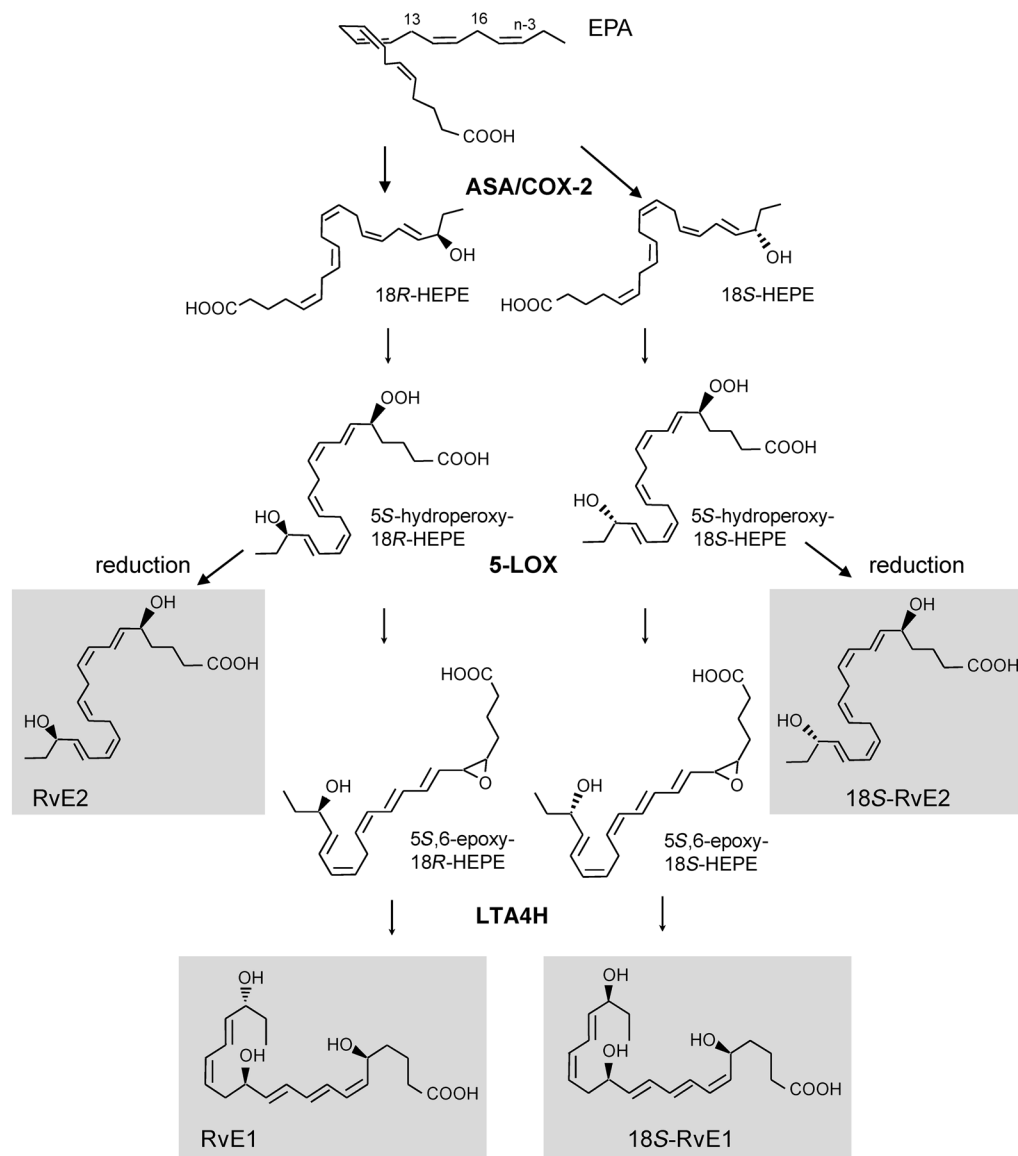 13
16
n-3
EPA
COOH
ASA/COX-2
OH
OH
HOOC
18R-HEPE
HOOC
18S-HEPE
OOH
OOH
COOH
COOH
HO
5S-hydroperoxy-
18R-HEPE
HO
5S-hydroperoxy-
18S-HEPE
reduction
5-LOX
reduction
OH
COOH
HO
RvE2
OH
COOH
HO
18S-RvE2
HOOC
O
OH
5S,6-epoxy-
18R-HEPE
HOOC
O
OH
5S,6-epoxy-
18S-HEPE
LTA4H
OH
OH
HO
COOH
RvE1
OH
OH
HO
COOH
18S-RvE1